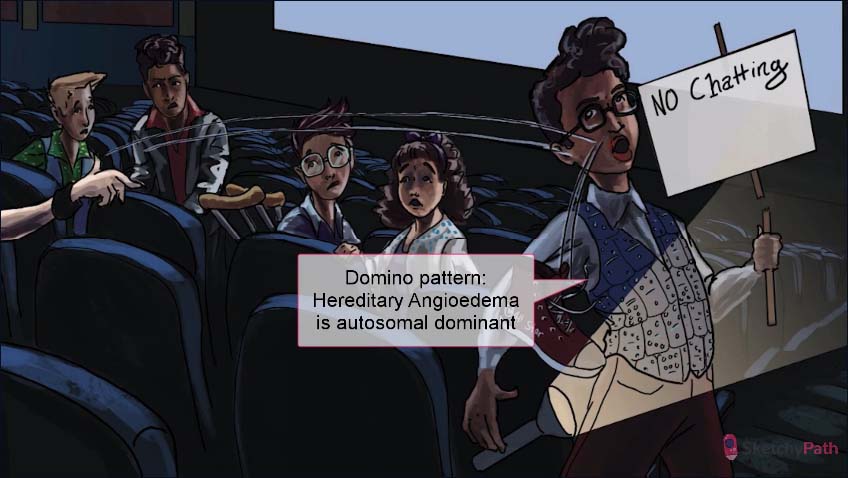 NO Chatting
Domino pattern:
Hereditary Angioedema
is autosomal dominant
SketchyPath